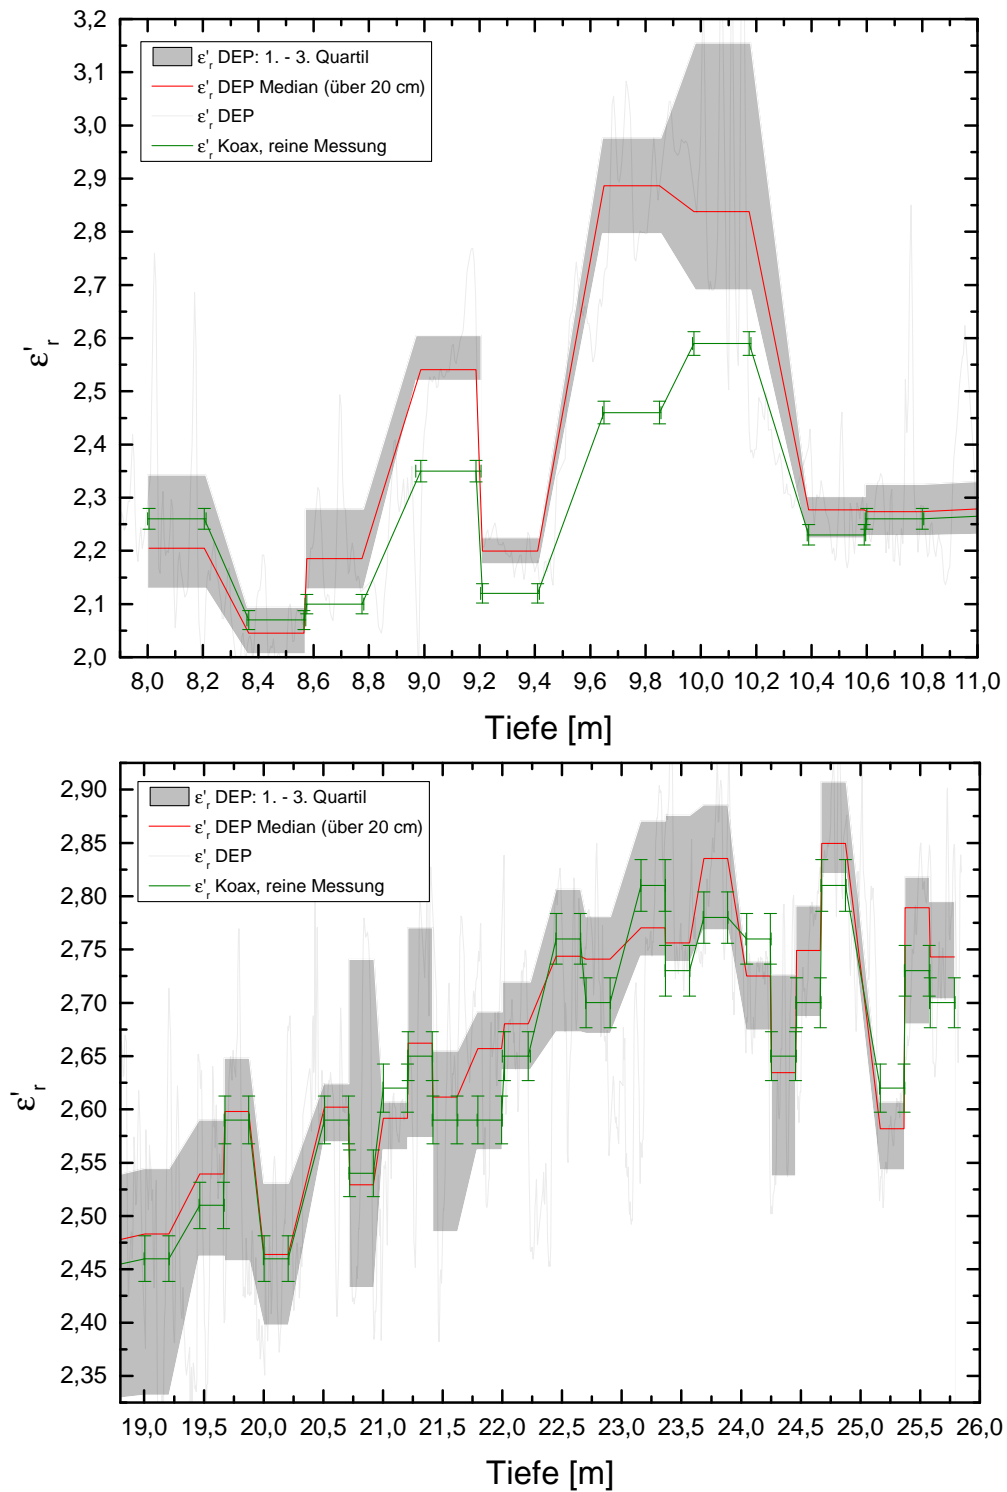 3,2
3,1
3,0
2,9
2,8
2,7
2,6
2,5
2,4
2,3
2,2
2,1
2,0
ε'r
ε'r DEP: 1. - 3. Quartil
ε'r DEP Median (über 20 cm)
ε'r DEP
ε'r Koax, reine Messung
8,0 8,2 8,4 8,6 8,8 9,0 9,2 9,4 9,6 9,8 10,0 10,2 10,4 10,6 10,8 11,0
Tiefe [m]
2,90
2,85
2,80
2,75
2,70
2,65
2,60
2,55
2,50
2,45
2,40
2,35
ε'r
ε'r DEP: 1. - 3. Quartil
ε'r DEP Median (über 20 cm)
ε'r DEP
ε'r Koax, reine Messung
19,0 19,5 20,0 20,5 21,0 21,5 22,0 22,5 23,0 23,5 24,0 24,5 25,0 25,5 26,0
Tiefe [m]